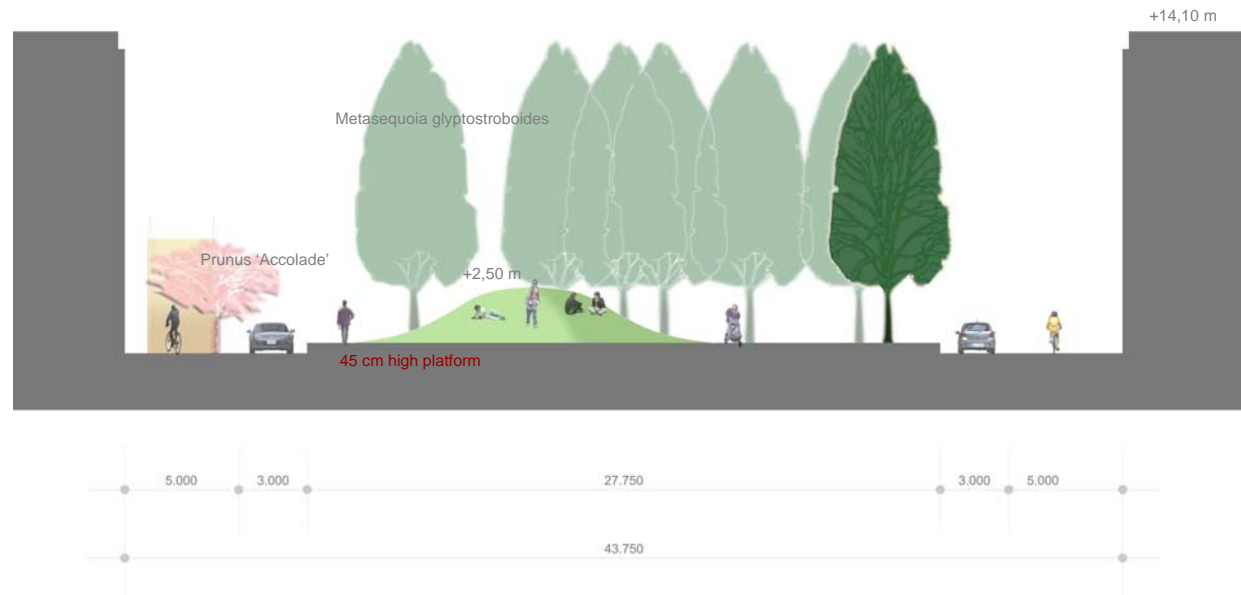 +14,10 m
Metasequoia glyptostroboides
Prunus ‘Accolade’
+2,50 m
45 cm high platform
5.000 3.000 27.750 3.000 5.000
43.750